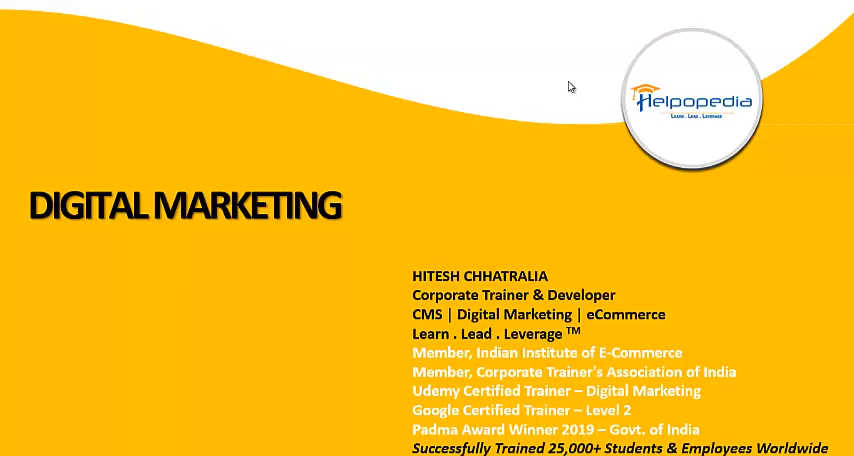 Helpopedia
Learn . Lead . Leverage
DIGITAL MARKETING
HITESH CHHATRALIA
Corporate Trainer & Developer
CMS | Digital Marketing | eCommerce
Learn . Lead . Leverage TM
Member, Indian Institute of E-Commerce
Member, Corporate Trainer's Association of India
Udemy Certified Trainer – Digital Marketing
Google Certified Trainer – Level 2
Padma Award Winner 2019 – Govt. of India
Successfully Trained 25,000+ Students & Employees Worldwide